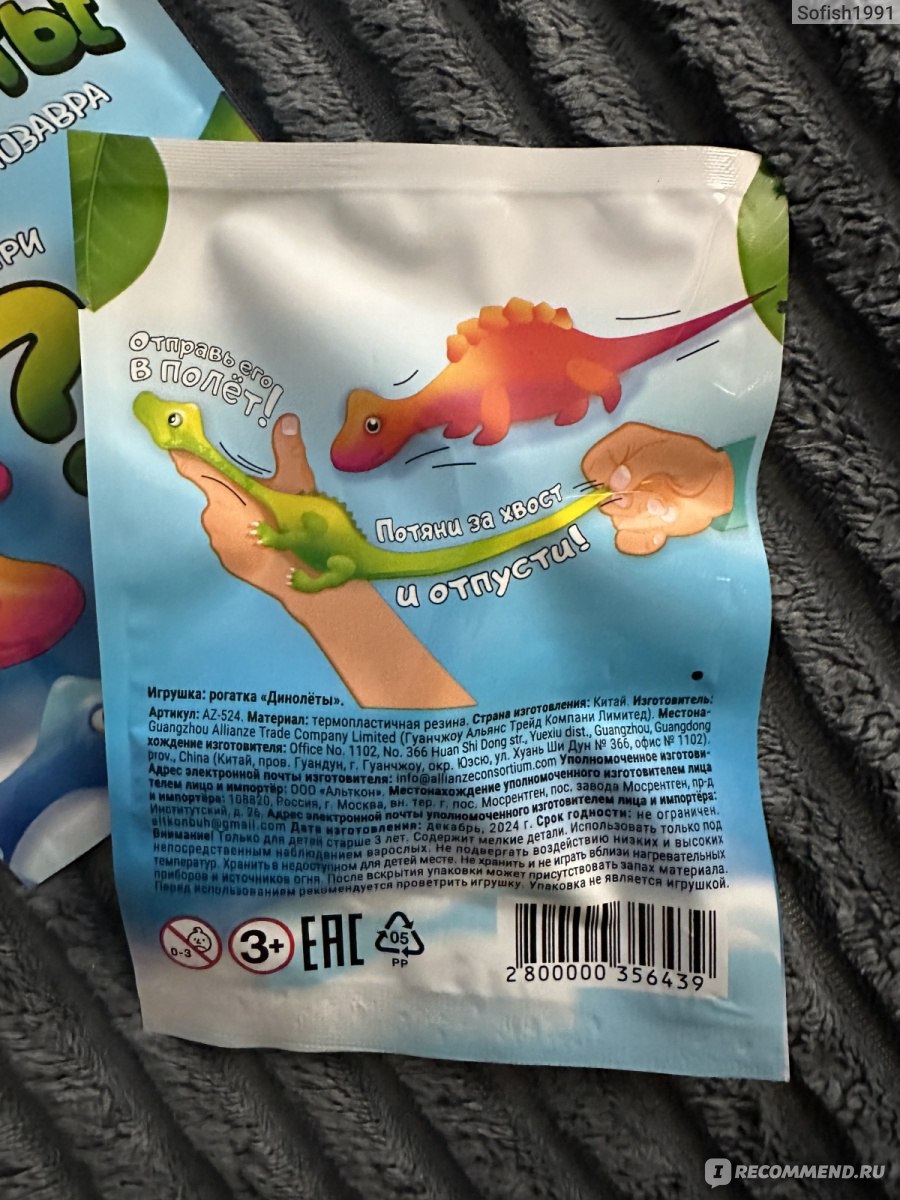 Sofish1991
ТЫ
ОЗАВРА
РИ
Отправь его
в полёт!
Потяни за хвост
и отпусти!
Игрушка: рогатка «Динолёты».
Артикул: AZ-524. Материал: термопластичная резина. Страна изготовления: Китай. Изготовитель:
Guangzhou Allianze Trade Company Limited (Гуанчжоу Альянс Трейд Компани Лимитед). Местона-
хождение изготовителя: Office No. 1102, No. 366 Huan Shi Dong str., Yuexiu dist., Guangzhou, Guangdong
prov., China (Китай, пров. Гуандун, г. Гуанчжоу, окр. Юэсю, ул. Хуань Ши Дун № 366, офис № 1102).
Адрес электронной почты изготовителя: info@allianzeconsortium.com Уполномоченное изготови-
телем лицо и импортёр: ООО «Альткон». Местонахождение уполномоченного изготовителем лица
и импортёра: 108820, Россия, г. Москва, вн. тер. г. пос. Мосрентген, пос. завода Мосрентген, пр-д
Институтский, д. 26. Адрес электронной почты уполномоченного изготовителем лица и импортёра:
altkonbuh@gmail.com Дата изготовления: декабрь, 2024 г. Срок годности: не ограничен.
Внимание! Только для детей старше 3 лет. Содержит мелкие детали. Использовать только под
непосредственным наблюдением взрослых. Не подвергать воздействию низких и высоких
температур. Хранить в недоступном для детей месте. Не хранить и не играть вблизи нагревательных
приборов и источников огня. После вскрытия упаковки может присутствовать запах материала.
Перед использованием рекомендуется проветрить игрушку. Упаковка не является игрушкой.
0-3
3+
EAC
05
PP
2 800000 356439
IRECOMMEND.RU